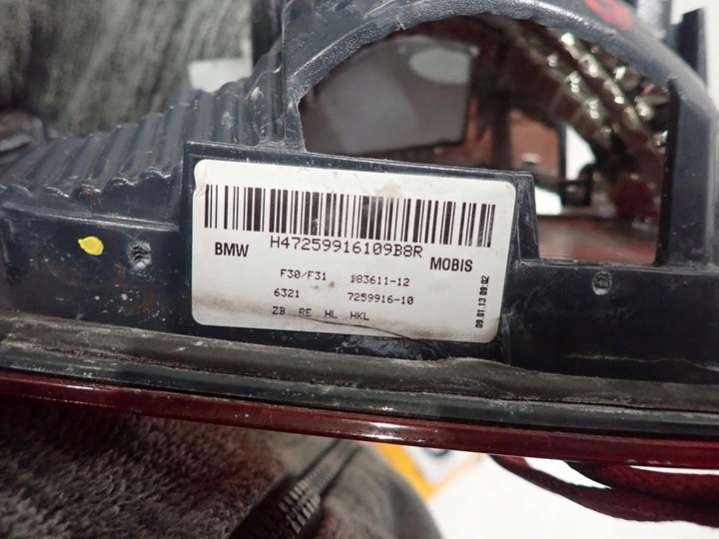 H47259916109B8R
BMW MOBIS
F30/F31 183611-12
6321 7259916-10
ZB RE HL HKL
09.01.13 09:02